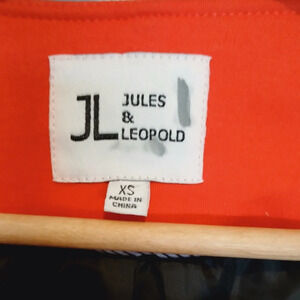 JL
JULES
&
LEOPOLD
XS
MADE IN
CHINA